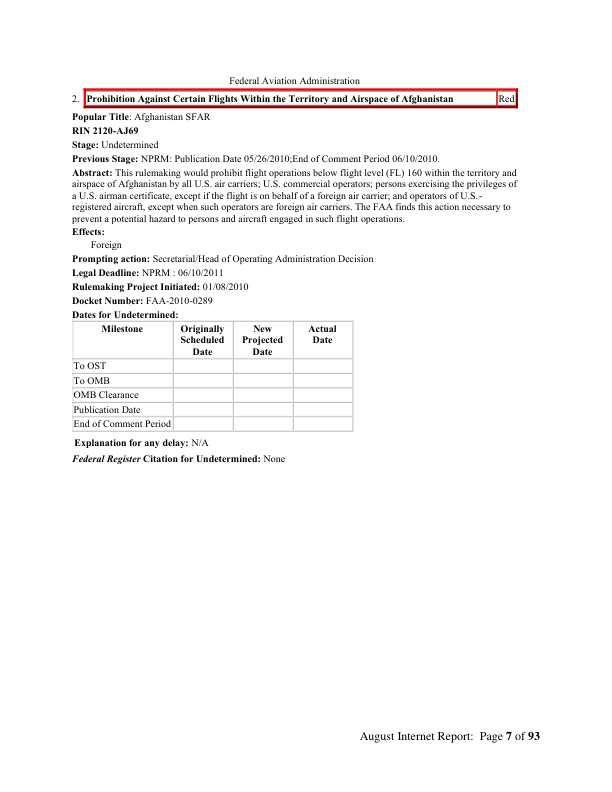 Federal Aviation Administration
2. Prohibition Against Certain Flights Within the Territory and Airspace of Afghanistan Red
Popular Title: Afghanistan SFAR
RIN 2120-AJ69
Stage: Undetermined
Previous Stage: NPRM: Publication Date 05/26/2010;End of Comment Period 06/10/2010.
Abstract: This rulemaking would prohibit flight operations below flight level (FL) 160 within the territory and
airspace of Afghanistan by all U.S. air carriers; U.S. commercial operators; persons exercising the privileges of
a U.S. airman certificate, except if the flight is on behalf of a foreign air carrier; and operators of U.S.-
registered aircraft, except when such operators are foreign air carriers. The FAA finds this action necessary to
prevent a potential hazard to persons and aircraft engaged in such flight operations.
Effects:
Foreign
Prompting action: Secretarial/Head of Operating Administration Decision
Legal Deadline: NPRM : 06/10/2011
Rulemaking Project Initiated: 01/08/2010
Docket Number: FAA-2010-0289
Dates for Undetermined:
Milestone Originally New Actual
Scheduled Projected Date
Date Date
To OST
To OMB
OMB Clearance
Publication Date
End of Comment Period
Explanation for any delay: N/A
Federal Register Citation for Undetermined: None
August Internet Report: Page 7 of 93